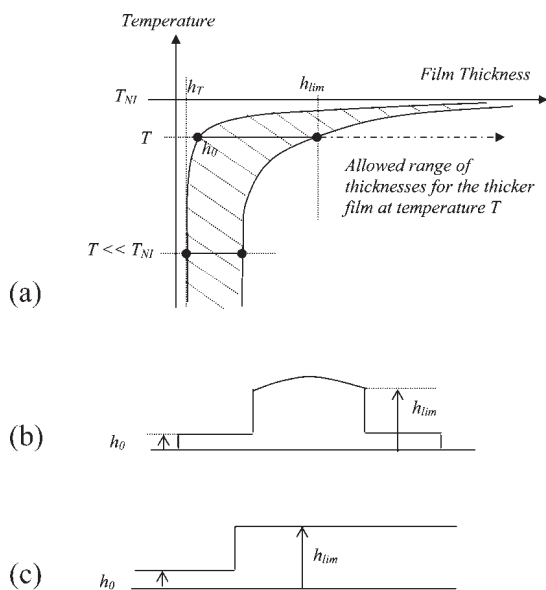 Temperature
h_T
h_lim
Film Thickness
T_NI
T
h_0
Allowed range of
thicknesses for the thicker
film at temperature T
T << T_NI
(a)
(b)
h_0
h_lim
(c)
h_0
h_lim